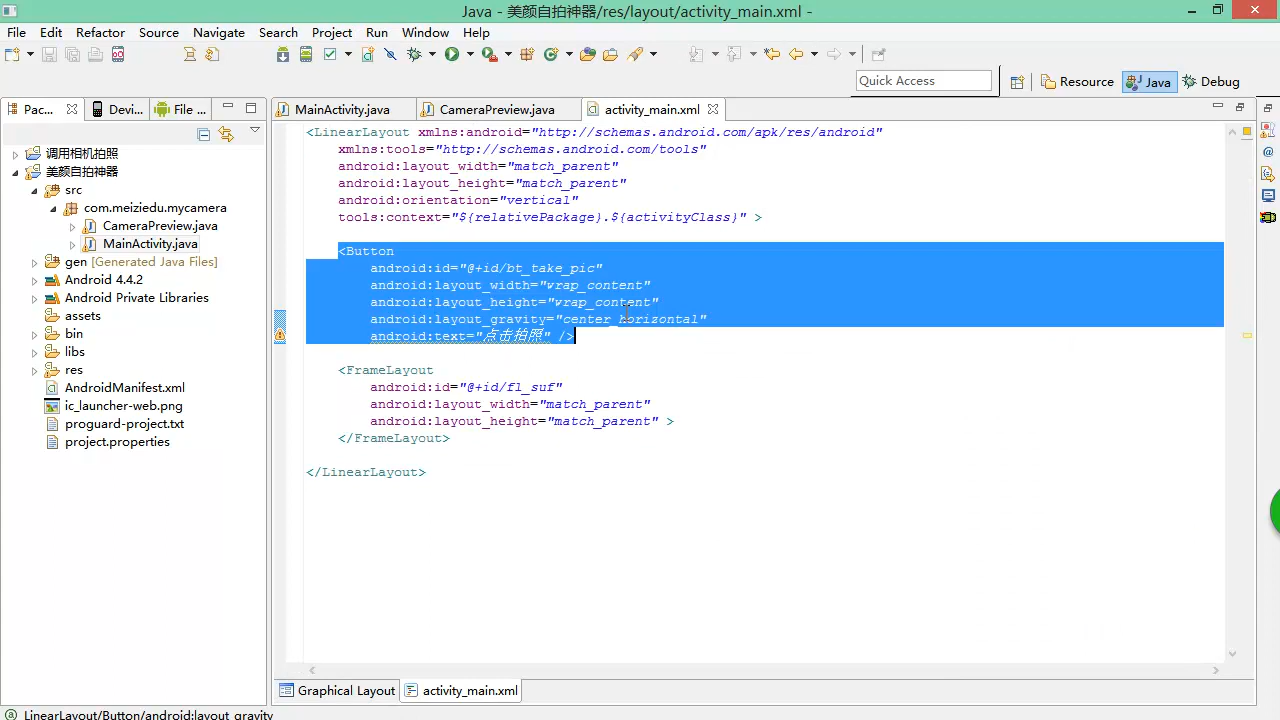 Java - 美颜自拍神器/res/layout/activity_main.xml -
File Edit Refactor Source Navigate Search Project Run Window Help
Quick Access
Resource
Java
Debug
Pac...
Devi...
File ...
MainActivity.java
CameraPreview.java
activity_main.xml
调用相机拍照
美颜自拍神器
src
com.meiziedu.mycamera
CameraPreview.java
MainActivity.java
gen [Generated Java Files]
Android 4.4.2
Android Private Libraries
assets
bin
libs
res
AndroidManifest.xml
ic_launcher-web.png
proguard-project.txt
project.properties
<LinearLayout xmlns:android="http://schemas.android.com/apk/res/android"
xmlns:tools="http://schemas.android.com/tools"
android:layout_width="match_parent"
android:layout_height="match_parent"
android:orientation="vertical"
tools:context="${relativePackage}.${activityClass}" >
<Button
android:id="@+id/bt_take_pic"
android:layout_width="wrap_content"
android:layout_height="wrap_content"
android:layout_gravity="center_horizontal"
android:text="点击拍照" />
<FrameLayout
android:id="@+id/fl_suf"
android:layout_width="match_parent"
android:layout_height="match_parent" >
</FrameLayout>
</LinearLayout>
Graphical Layout
activity_main.xml
LinearLayout/Button/android:layout_gravity